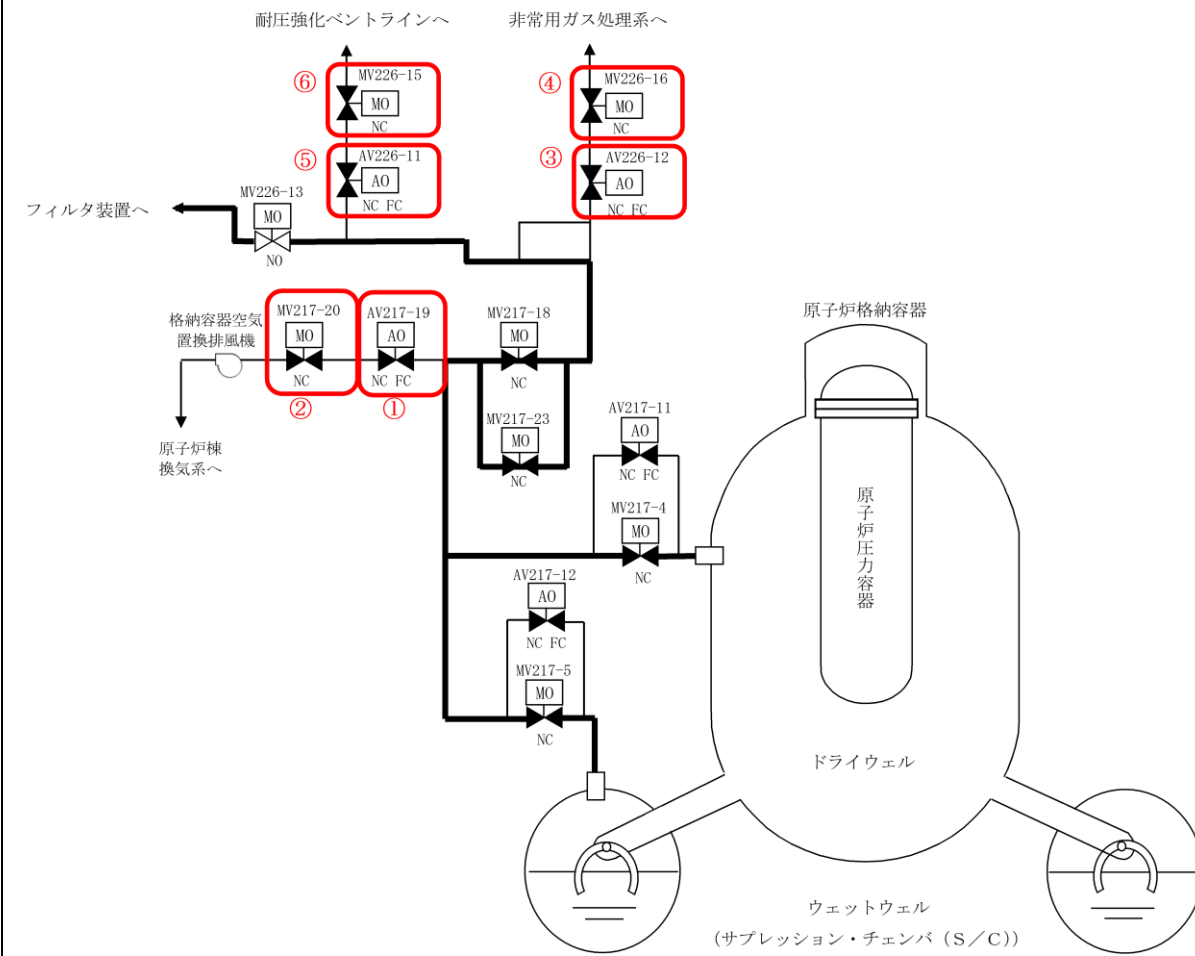 耐圧強化ベントラインへ
非常用ガス処理系へ
⑥
MV226-15
MO
NC
④
MV226-16
MO
NC
⑤
AV226-11
AO
NC FC
③
AV226-12
AO
NC FC
フィルタ装置へ
MV226-13
MO
NO
格納容器空気
置換排風機
MV217-20
MO
NC
②
AV217-19
AO
NC FC
①
MV217-18
MO
NC
原子炉棟
換気系へ
MV217-23
MO
NC
AV217-11
AO
NC FC
MV217-4
MO
NC
AV217-12
AO
NC FC
MV217-5
MO
NC
原子炉格納容器
原子炉圧力容器
ドライウェル
ウェットウェル
(サプレッション・チェンバ(S/C))